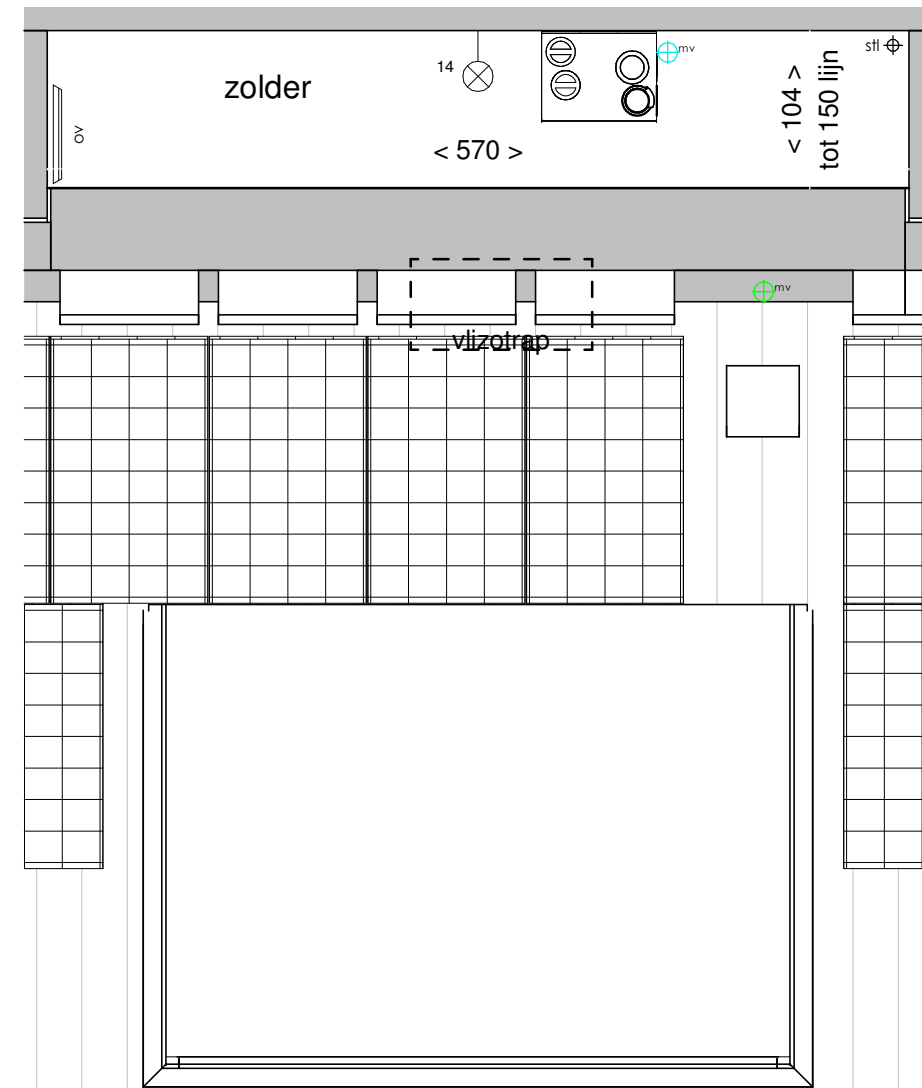 stl
mv
14
zolder
< 104 >
tot 150 lijn
ov
< 570 >
mv
vlizotrap